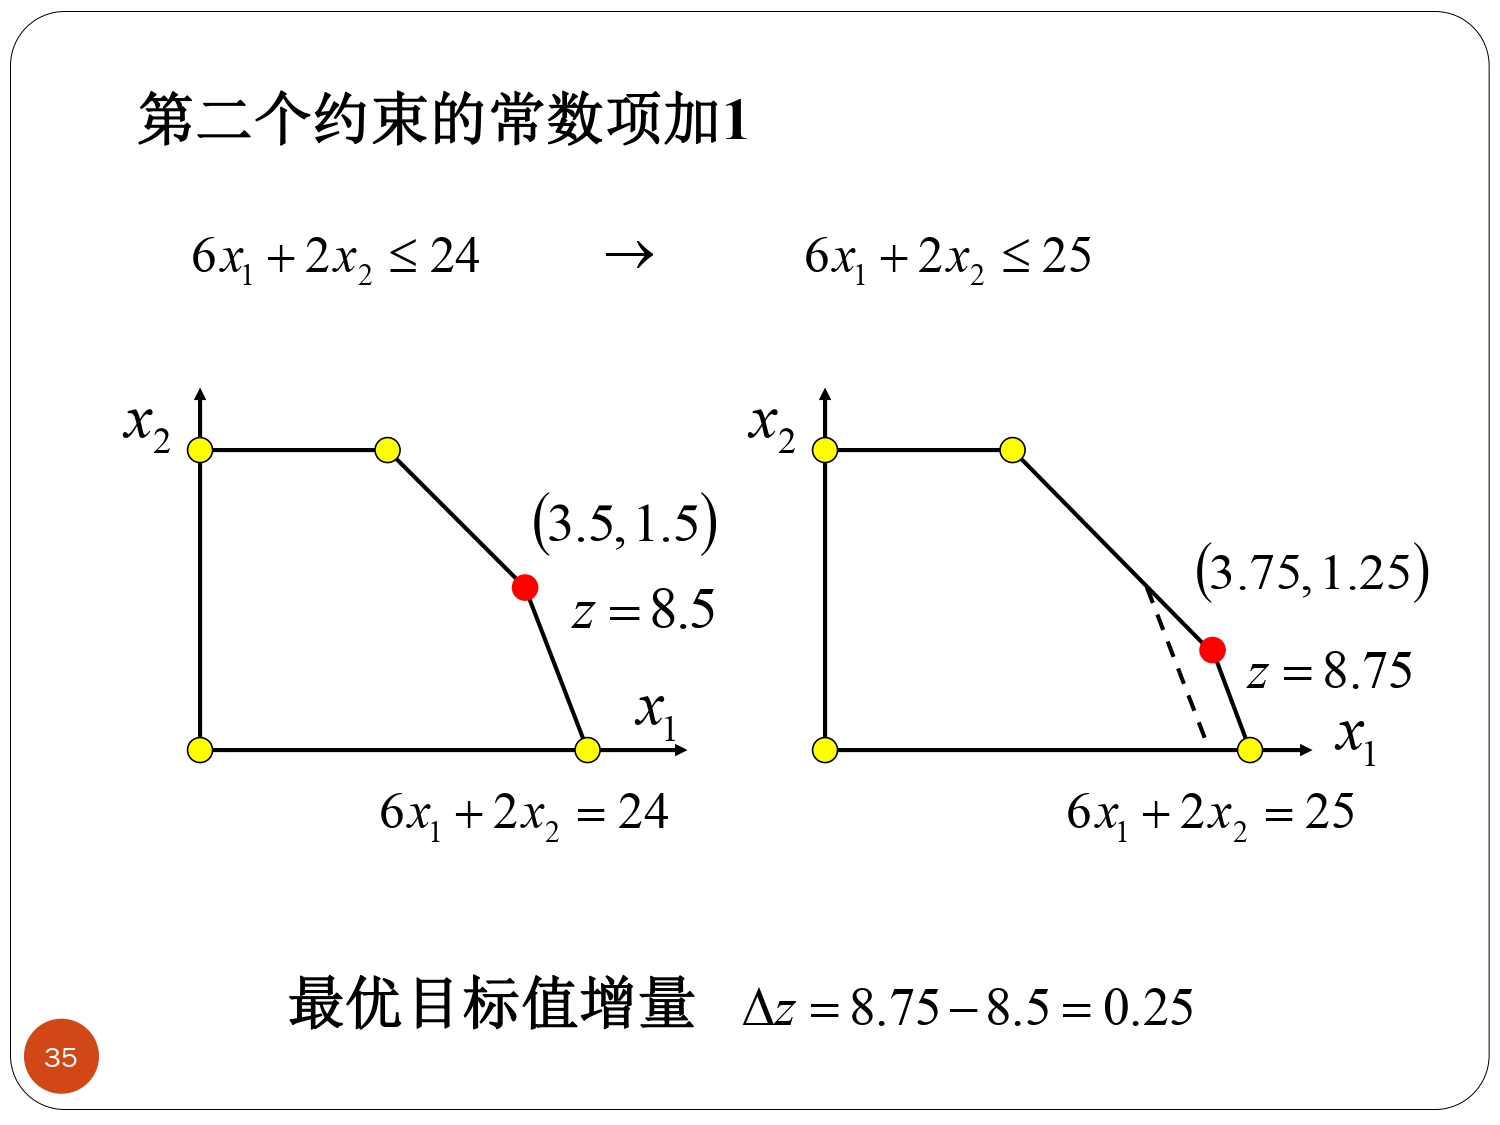 第二个约束的常数项加1
6x₁ + 2x₂ ≤ 24 → 6x₁ + 2x₂ ≤ 25
x₂
(3.5, 1.5)
z = 8.5
x₁
6x₁ + 2x₂ = 24
x₂
(3.75, 1.25)
z = 8.75
x₁
6x₁ + 2x₂ = 25
最优目标值增量 Δz = 8.75 − 8.5 = 0.25
35